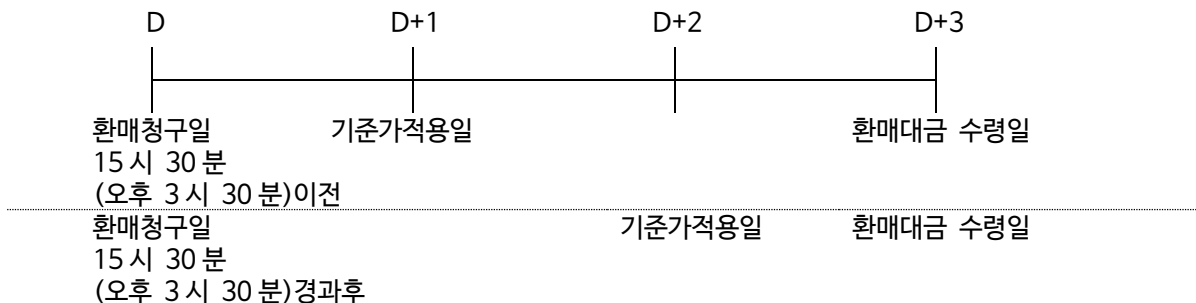 D D+1 D+2 D+3
환매청구일 기준가적용일 환매대금 수령일
15 시 30 분
(오후 3 시 30 분)이전
환매청구일 기준가적용일 환매대금 수령일
15 시 30 분
(오후 3 시 30 분)경과후